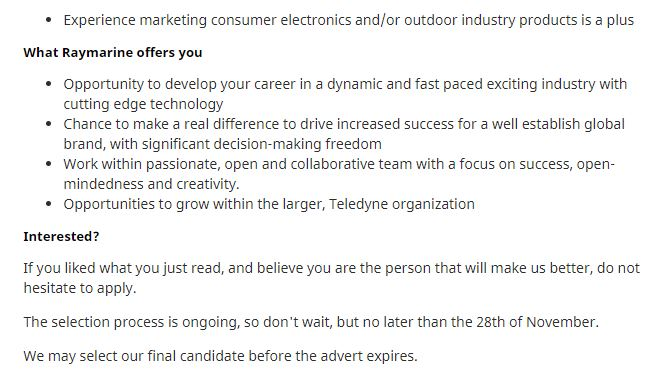 • Experience marketing consumer electronics and/or outdoor industry products is a plus
What Raymarine offers you
• Opportunity to develop your career in a dynamic and fast paced exciting industry with
cutting edge technology
• Chance to make a real difference to drive increased success for a well establish global
brand, with significant decision-making freedom
• Work within passionate, open and collaborative team with a focus on success, open-
mindedness and creativity.
• Opportunities to grow within the larger, Teledyne organization
Interested?
If you liked what you just read, and believe you are the person that will make us better, do not
hesitate to apply.
The selection process is ongoing, so don't wait, but no later than the 28th of November.
We may select our final candidate before the advert expires.